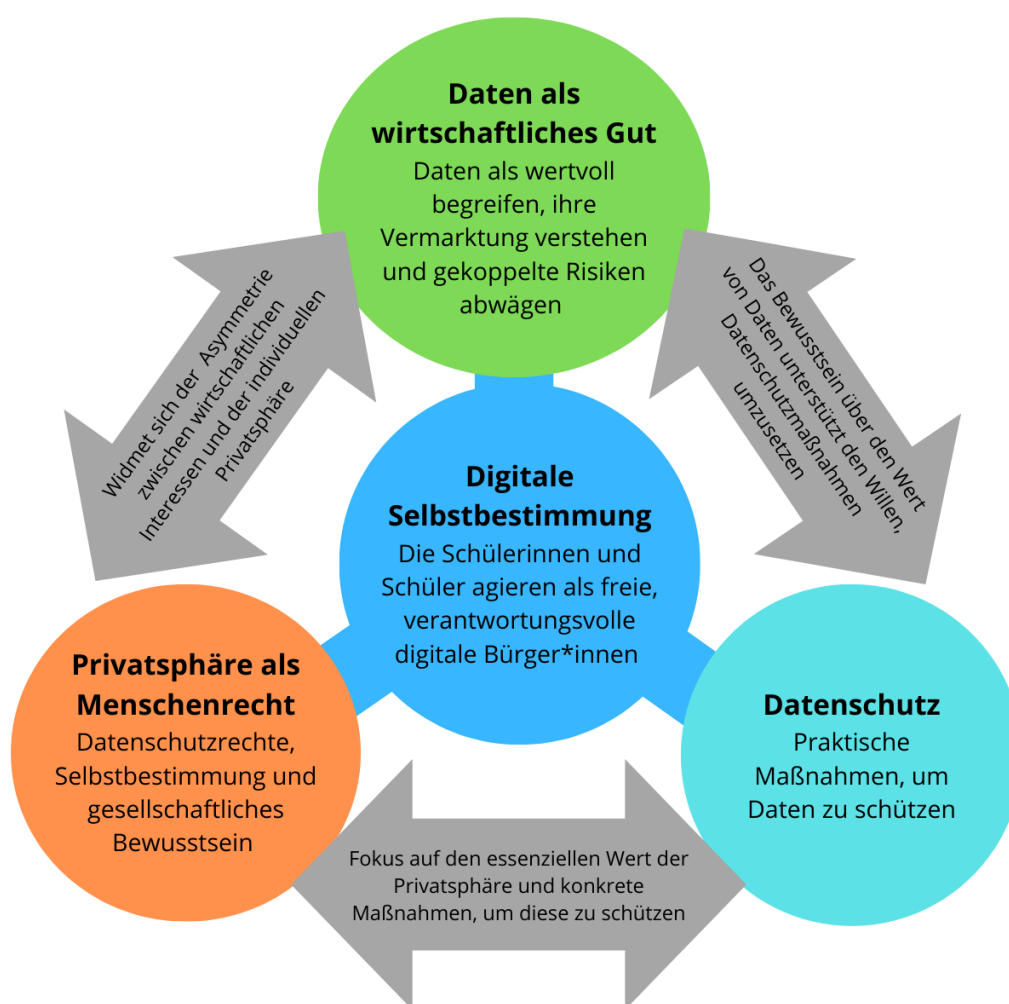 Daten als
wirtschaftliches Gut
Daten als wertvoll
begreifen, ihre
Vermarktung verstehen
und gekoppelte Risiken
abwägen
Widmet sich der Asymmetrie
zwischen wirtschaftlichen
Interessen und der individuellen
Privatsphäre
Das Bewusstsein über den Wert
von Daten unterstützt den Willen,
Datenschutzmaßnahmen
umzusetzen
Digitale
Selbstbestimmung
Die Schülerinnen und
Schüler agieren als freie,
verantwortungsvolle
digitale Bürger*innen
Privatsphäre als
Menschenrecht
Datenschutzrechte,
Selbstbestimmung und
gesellschaftliches
Bewusstsein
Datenschutz
Praktische
Maßnahmen, um
Daten zu schützen
Fokus auf den essenziellen Wert der
Privatsphäre und konkrete
Maßnahmen, um diese zu schützen